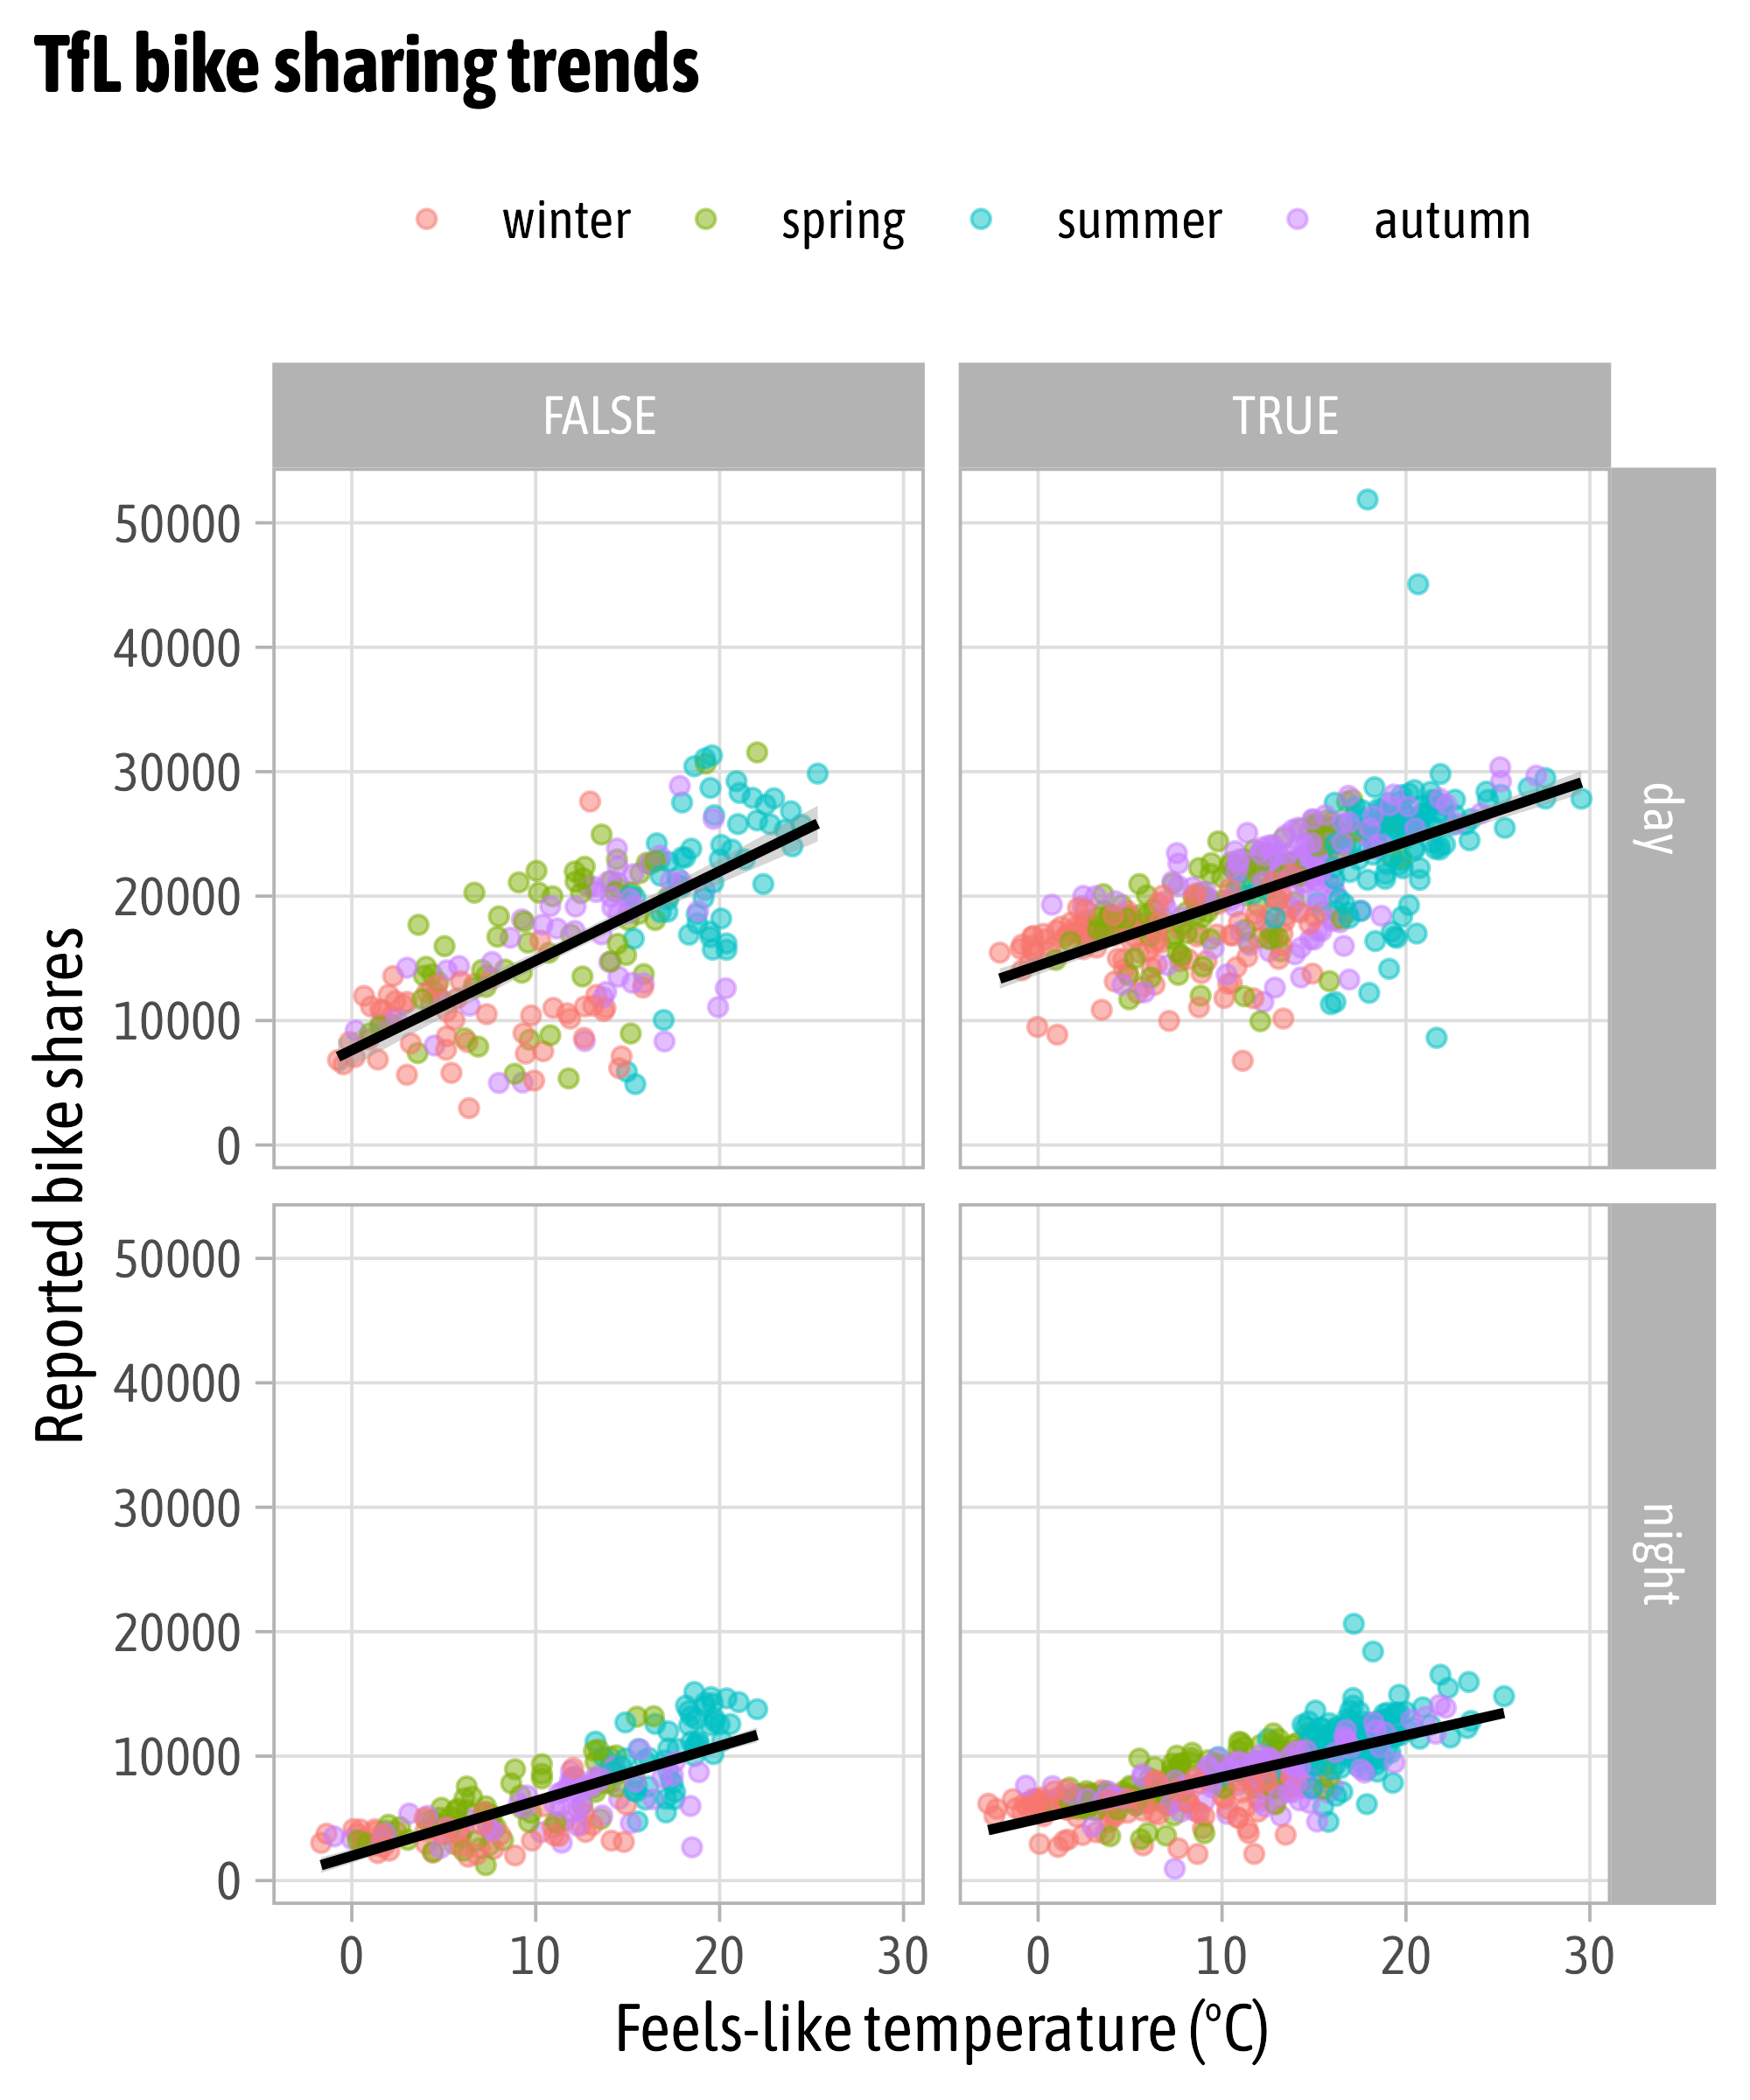 TfL bike sharing trends
winter spring summer autumn
FALSE TRUE
day
50000
40000
30000
20000
10000
0
Reported bike shares
night
50000
40000
30000
20000
10000
0
0 10 20 30 0 10 20 30
Feels-like temperature (°C)